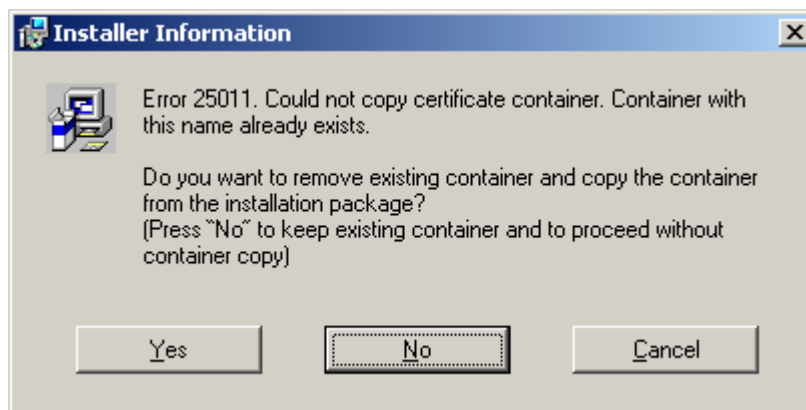 Installer Information
Error 25011. Could not copy certificate container. Container with
this name already exists.
Do you want to remove existing container and copy the container
from the installation package?
(Press "No" to keep existing container and to proceed without
container copy)
Yes
No
Cancel